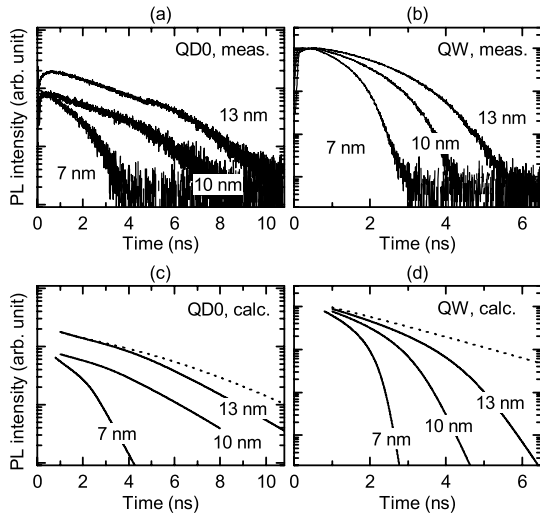 (a)
(b)
PL intensity (arb. unit)
QD0, meas.
13 nm
7 nm
10 nm
0 2 4 6 8 10
Time (ns)
QW, meas.
7 nm
10 nm
13 nm
0 2 4 6
Time (ns)
(c)
(d)
PL intensity (arb. unit)
QD0, calc.
7 nm
13 nm
10 nm
0 2 4 6 8 10
Time (ns)
QW, calc.
7 nm
10 nm
13 nm
0 2 4 6
Time (ns)